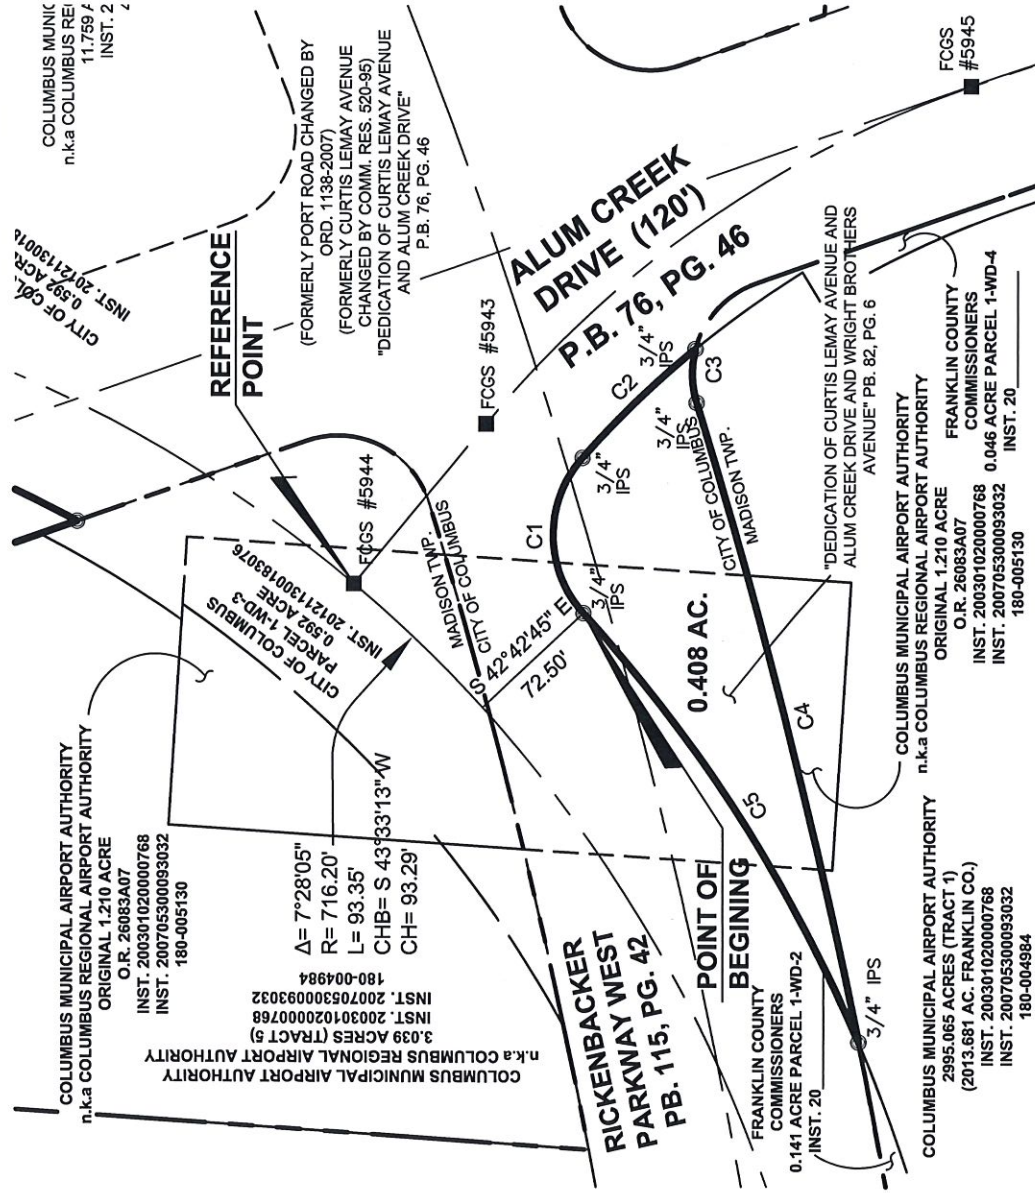 COLUMBUS MUNIC
n.k.a COLUMBUS REG
11.759 A
INST. 2
CITY OF COL
0.592 ACR
INST. 2012113001
REFERENCE
POINT
(FORMERLY PORT ROAD CHANGED BY
ORD. 1138-2007)
(FORMERLY CURTIS LEMAY AVENUE
CHANGED BY COMM. RES. 520-95)
"DEDICATION OF CURTIS LEMAY AVENUE
AND ALUM CREEK DRIVE"
P.B. 76, PG. 46
FCGS
#5945
ALUM CREEK
DRIVE (120')
P.B. 76, PG. 46
FCGS #5943
FCGS #5944
CITY OF COLUMBUS
PARCEL 1-WD-3
0.592 ACRE
INST. 201211300183076
MADISON TWP.
CITY OF COLUMBUS
S 42°42'45" E
72.50'
3/4"
IPS
C1
3/4"
IPS
C2
3/4"
IPS
3/4"
IPS
C3
CITY OF COLUMBUS
MADISON TWP.
0.408 AC.
C4
C5
COLUMBUS MUNICIPAL AIRPORT AUTHORITY
n.k.a COLUMBUS REGIONAL AIRPORT AUTHORITY
ORIGINAL 1.210 ACRE
O.R. 26083A07
INST. 200301020000768
INST. 200705300093032
180-005130
Δ= 7°28'05"
R= 716.20'
L= 93.35'
CHB= S 43°33'13" W
CH= 93.29'
COLUMBUS MUNICIPAL AIRPORT AUTHORITY
n.k.a COLUMBUS REGIONAL AIRPORT AUTHORITY
3.039 ACRES (TRACT 5)
INST. 200301020000768
INST. 200705300093032
180-004984
RICKENBACKER
PARKWAY WEST
PB. 115, PG. 42
POINT OF
BEGINING
FRANKLIN COUNTY
COMMISSIONERS
0.141 ACRE PARCEL 1-WD-2
INST. 20
3/4" IPS
"DEDICATION OF CURTIS LEMAY AVENUE AND
ALUM CREEK DRIVE AND WRIGHT BROTHERS
AVENUE" PB. 82, PG. 6
COLUMBUS MUNICIPAL AIRPORT AUTHORITY
2995.065 ACRES (TRACT 1)
(2013.681 AC. FRANKLIN CO.)
INST. 200301020000768
INST. 200705300093032
180-004984
COLUMBUS MUNICIPAL AIRPORT AUTHORITY
n.k.a COLUMBUS REGIONAL AIRPORT AUTHORITY
ORIGINAL 1.210 ACRE
O.R. 26083A07
INST. 200301020000768
INST. 200705300093032
180-005130
FRANKLIN COUNTY
COMMISSIONERS
0.046 ACRE PARCEL 1-WD-4
INST. 20